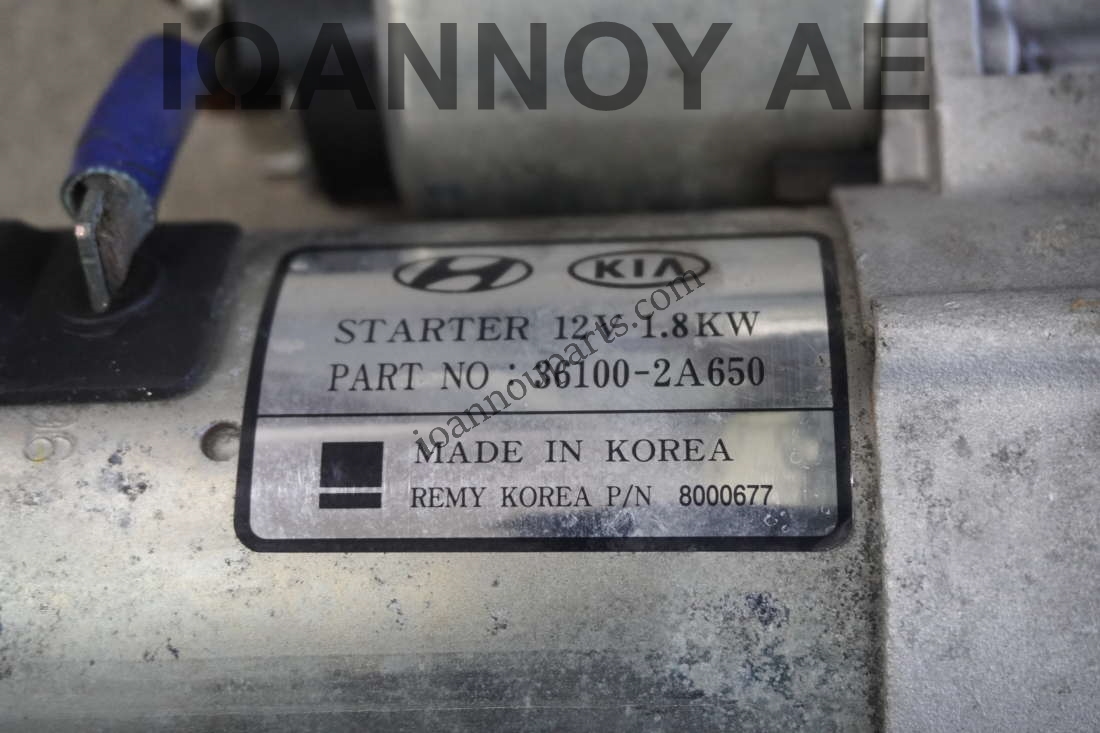 ΙΩΑΝΝΟΥ ΑΕ
KIA
STARTER 12V 1.8KW
PART NO : 36100-2A650
ioannouparts.com
MADE IN KOREA
REMY KOREA P/N 8000677